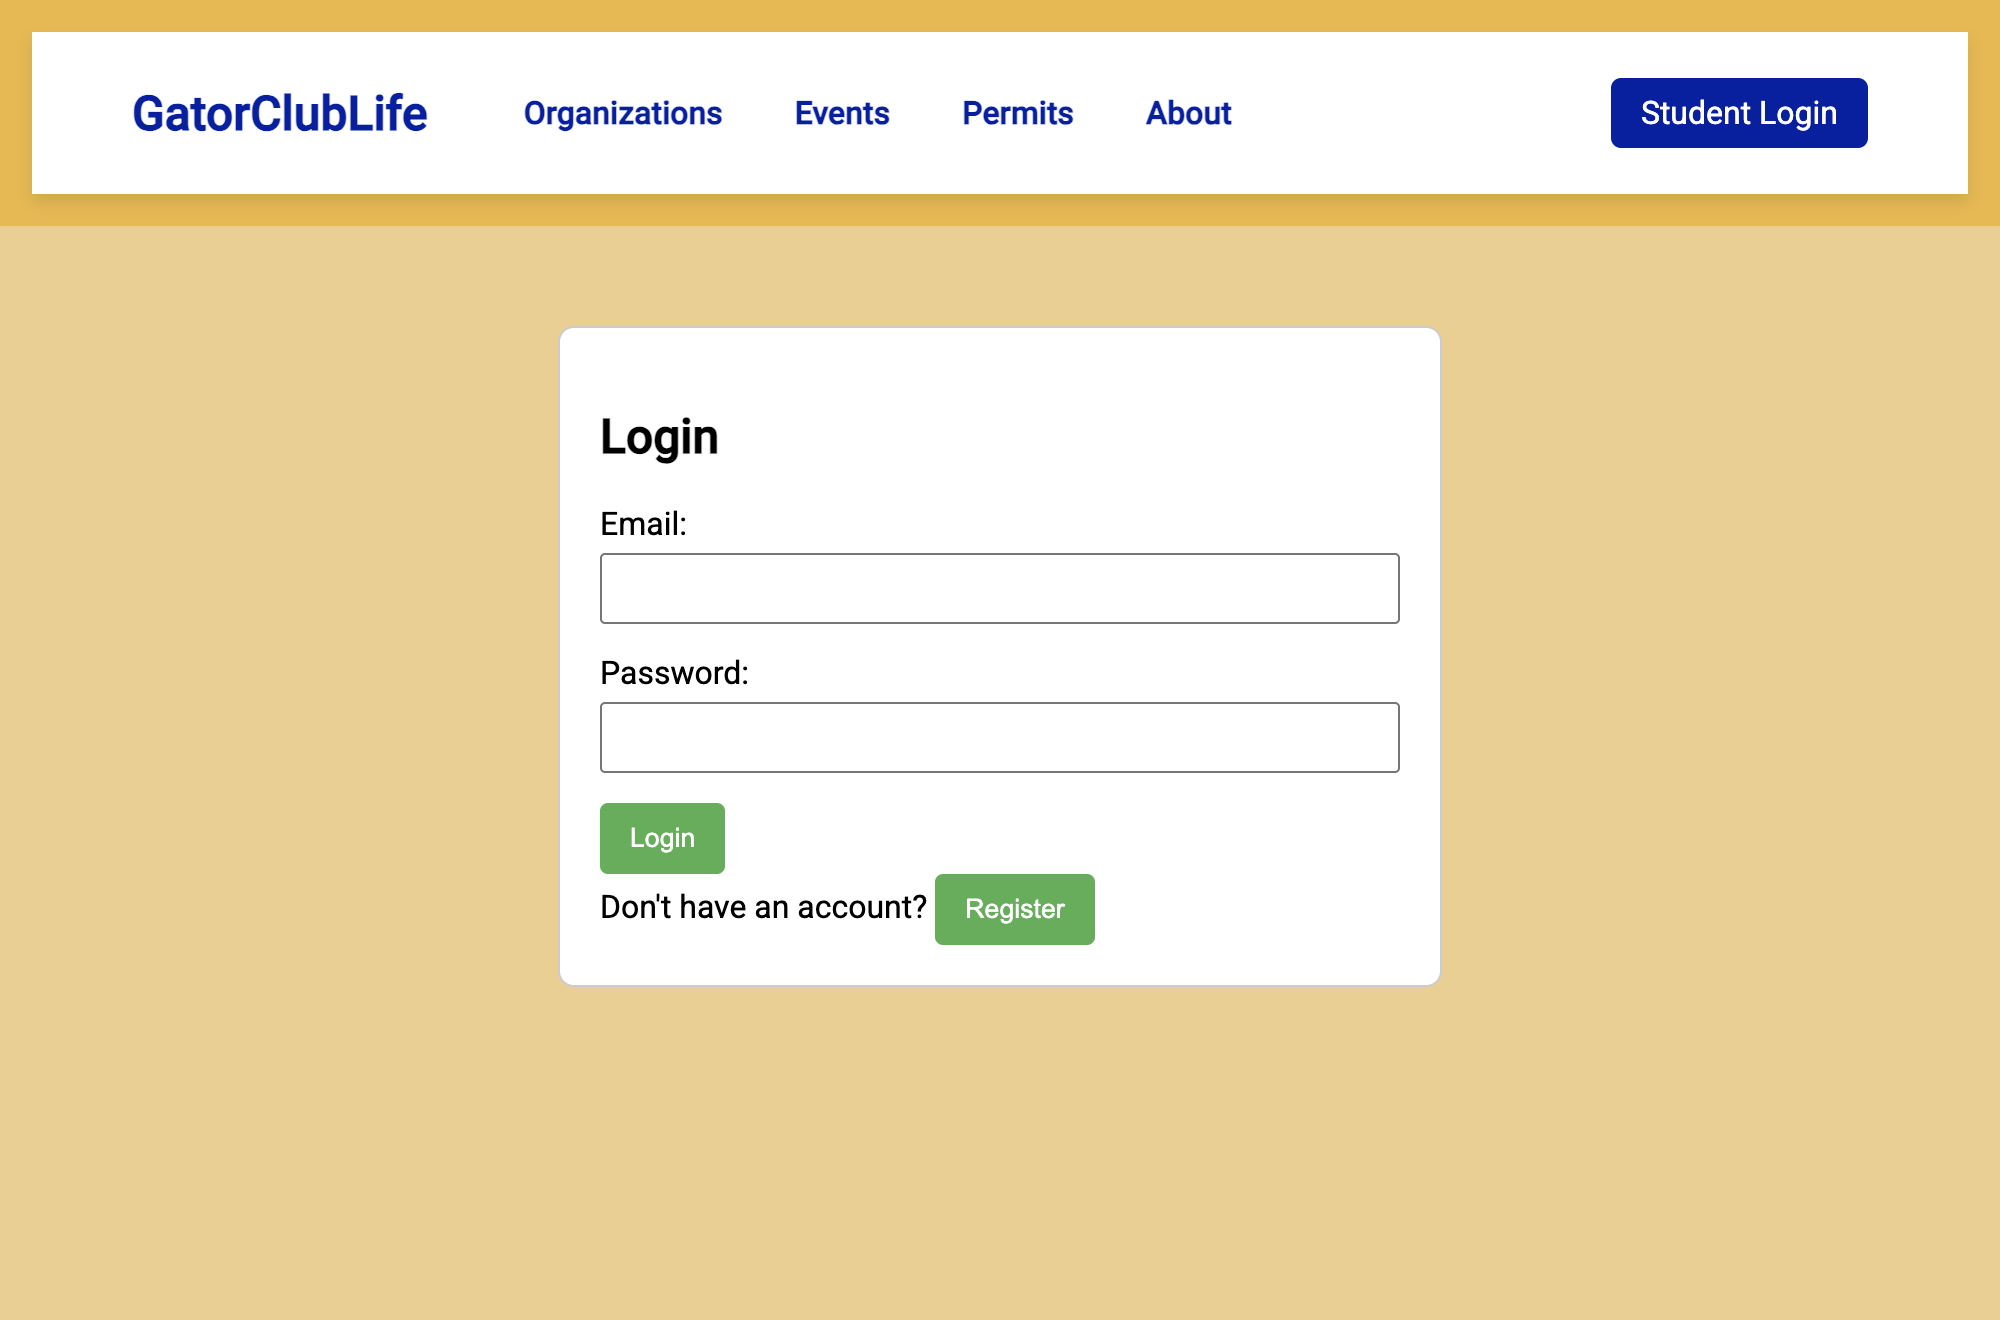 GatorClubLife Organizations Events Permits About Student Login
Login
Email:
Password:
Login
Don't have an account? Register